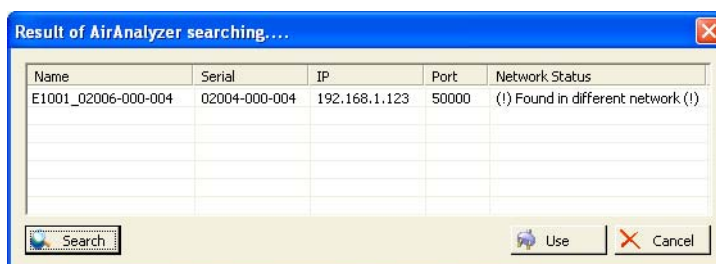 Result of AirAnalyzer searching....
Name Serial IP Port Network Status
E1001_02006-000-004 02004-000-004 192.168.1.123 50000 (!) Found in different network (!)
Search Use Cancel